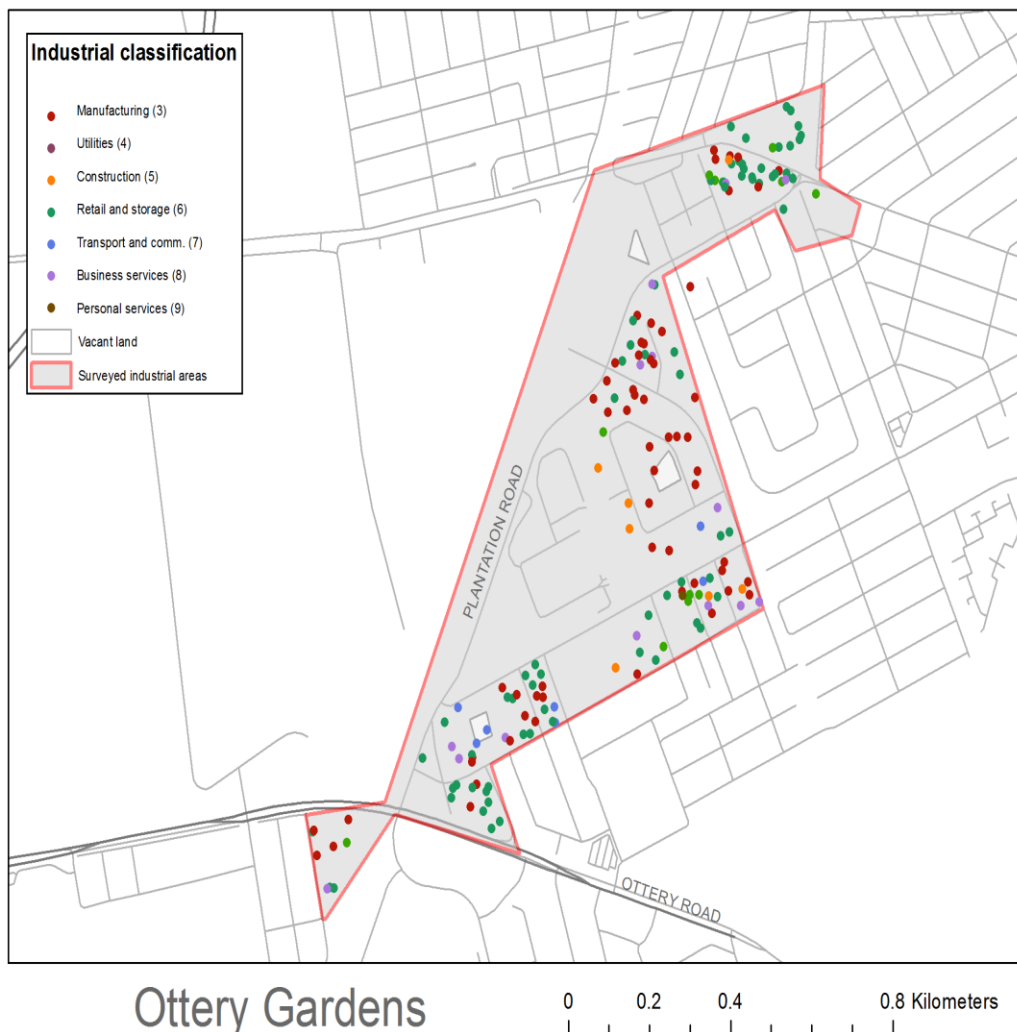 Industrial classification
Manufacturing (3)
Utilities (4)
Construction (5)
Retail and storage (6)
Transport and comm. (7)
Business services (8)
Personal services (9)
Vacant land
Surveyed industrial areas
PLANTATION ROAD
OTTERY ROAD
Ottery Gardens
0 0.2 0.4 0.8 Kilometers